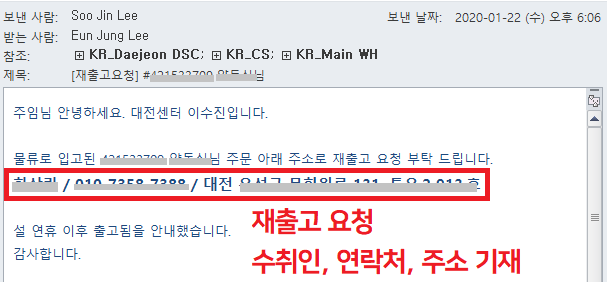 보낸 사람: Soo Jin Lee 보낸 날짜: 2020-01-22 (수) 오후 6:06
받는 사람: Eun Jung Lee
참조: KR_Daejeon DSC; KR_CS; KR_Main WH
제목: [재출고요청] #님
주임님 안녕하세요. 대전센터 이수진입니다.
물류로 입고된 님 주문 아래 주소로 재출고 요청 부탁 드립니다.
/ / 대전
설 연휴 이후 출고됨을 안내했습니다.
감사합니다.
재출고 요청
수취인, 연락처, 주소 기재